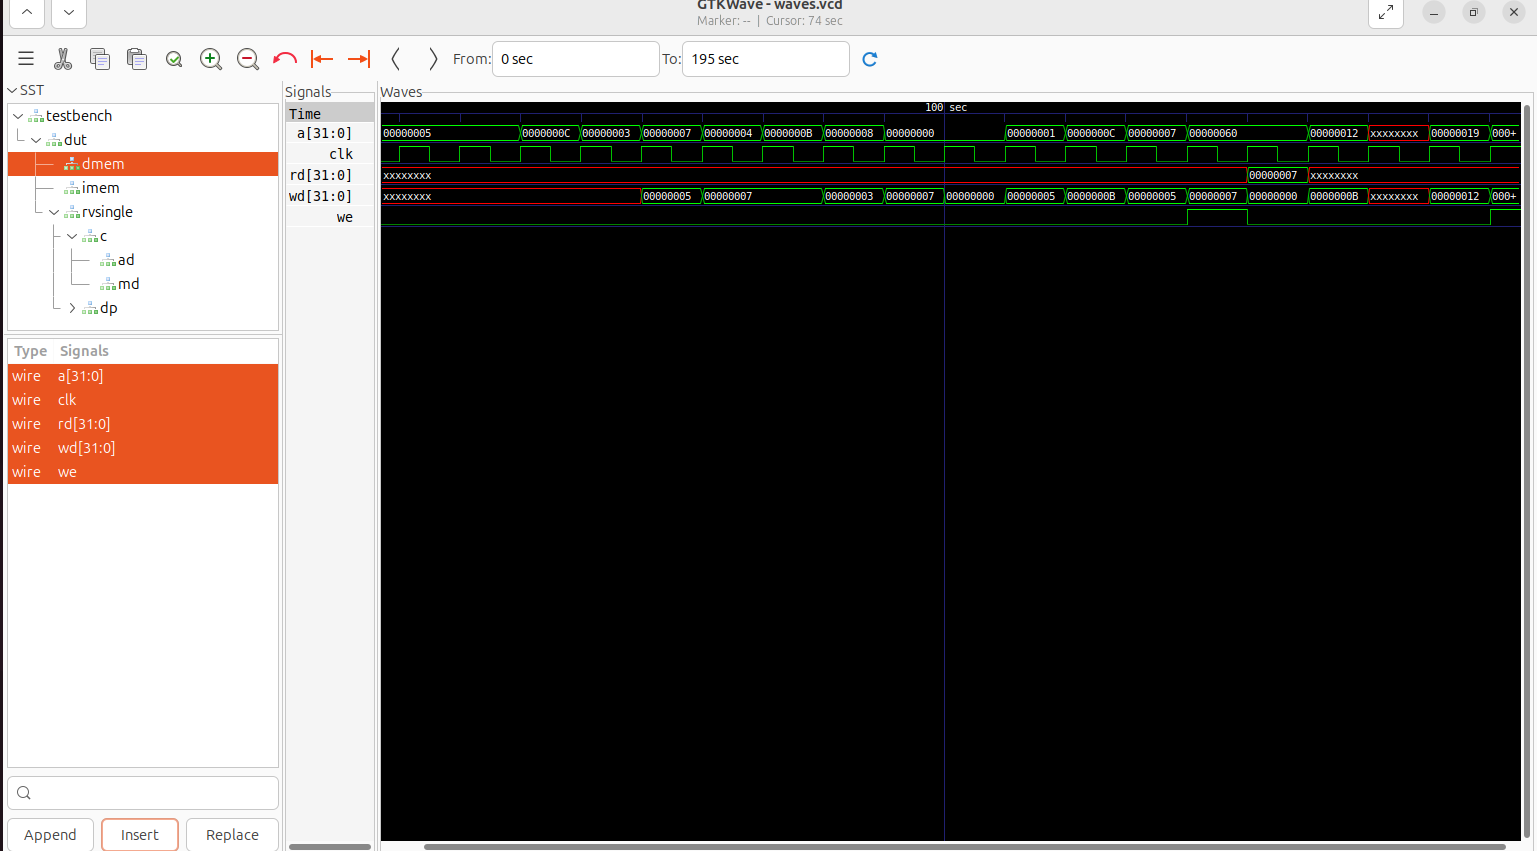 GTKWave - waves.vcd
Marker: -- | Cursor: 74 sec
From: 0 sec To: 195 sec
SST
testbench
dut
dmem
imem
rvsingle
c
ad
md
dp
Type Signals
wire a[31:0]
wire clk
wire rd[31:0]
wire wd[31:0]
wire we
Append Insert Replace
Signals
Time
a[31:0]
clk
rd[31:0]
wd[31:0]
we
Waves
100 sec
00000005 0000000C 00000003 00000007 00000004 0000000B 00000008 00000000 00000001 0000000C 00000007 00000060 00000012 xxxxxxxx 00000019 000+
xxxxxxxx 00000007 xxxxxxxx
xxxxxxxx 00000005 00000007 00000003 00000007 00000000 00000005 0000000B 00000005 00000007 00000000 0000000B xxxxxxxx 00000012 000+